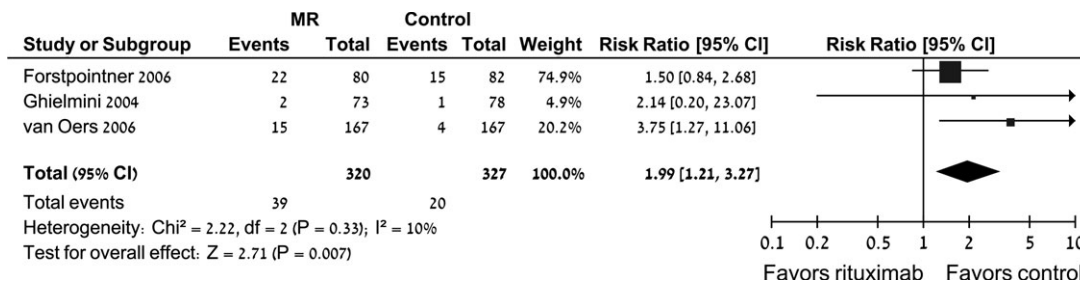 MR Control
Study or Subgroup Events Total Events Total Weight Risk Ratio [95% CI] Risk Ratio [95% CI]
Forstpointner 2006 22 80 15 82 74.9% 1.50 [0.84, 2.68]
Ghielmini 2004 2 73 1 78 4.9% 2.14 [0.20, 23.07]
van Oers 2006 15 167 4 167 20.2% 3.75 [1.27, 11.06]
Total (95% CI) 320 327 100.0% 1.99 [1.21, 3.27]
Total events 39 20
Heterogeneity: Chi² = 2.22, df = 2 (P = 0.33); I² = 10%
Test for overall effect: Z = 2.71 (P = 0.007)
0.1 0.2 0.5 1 2 5 10
Favors rituximab Favors control